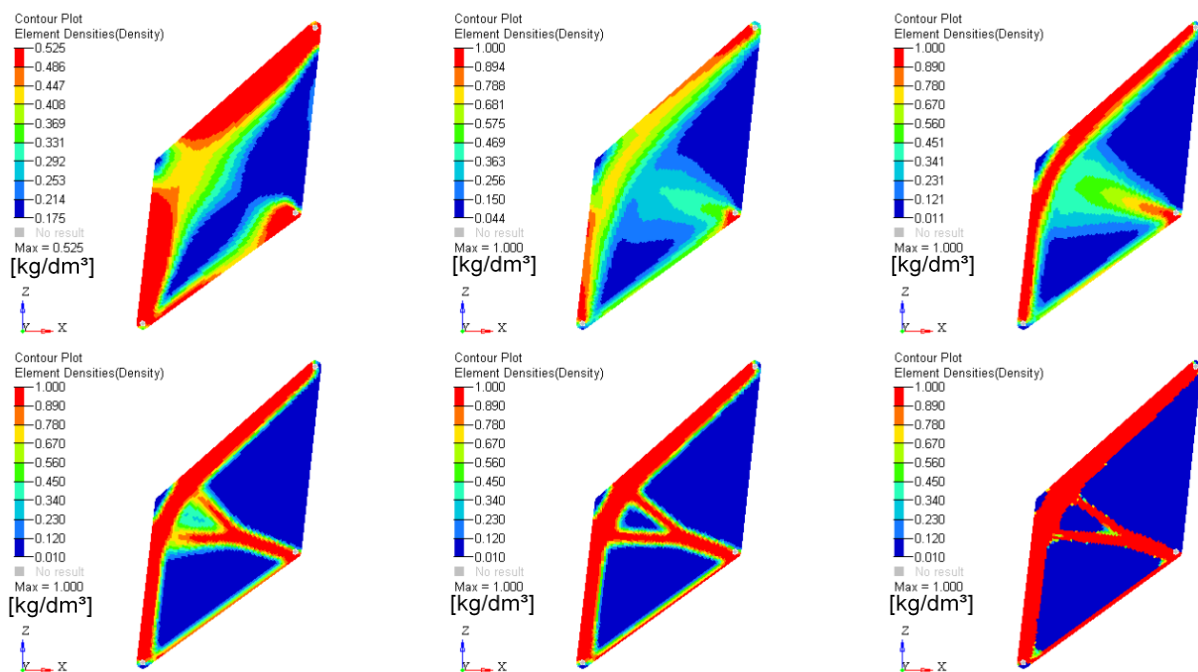 Contour Plot
Element Densities(Density)
0.525
0.486
0.447
0.408
0.369
0.331
0.292
0.253
0.214
0.175
No result
Max = 0.525
[kg/dm³]
Z
Y X
Contour Plot
Element Densities(Density)
1.000
0.894
0.788
0.681
0.575
0.469
0.363
0.256
0.150
0.044
No result
Max = 1.000
[kg/dm³]
Z
Y X
Contour Plot
Element Densities(Density)
1.000
0.890
0.780
0.670
0.560
0.451
0.341
0.231
0.121
0.011
No result
Max = 1.000
[kg/dm³]
Z
Y X
Contour Plot
Element Densities(Density)
1.000
0.890
0.780
0.670
0.560
0.450
0.340
0.230
0.120
0.010
No result
Max = 1.000
[kg/dm³]
Z
Y X
Contour Plot
Element Densities(Density)
1.000
0.890
0.780
0.670
0.560
0.450
0.340
0.230
0.120
0.010
No result
Max = 1.000
[kg/dm³]
Z
Y X
Contour Plot
Element Densities(Density)
1.000
0.890
0.780
0.670
0.560
0.450
0.340
0.230
0.120
0.010
No result
Max = 1.000
[kg/dm³]
Z
Y X